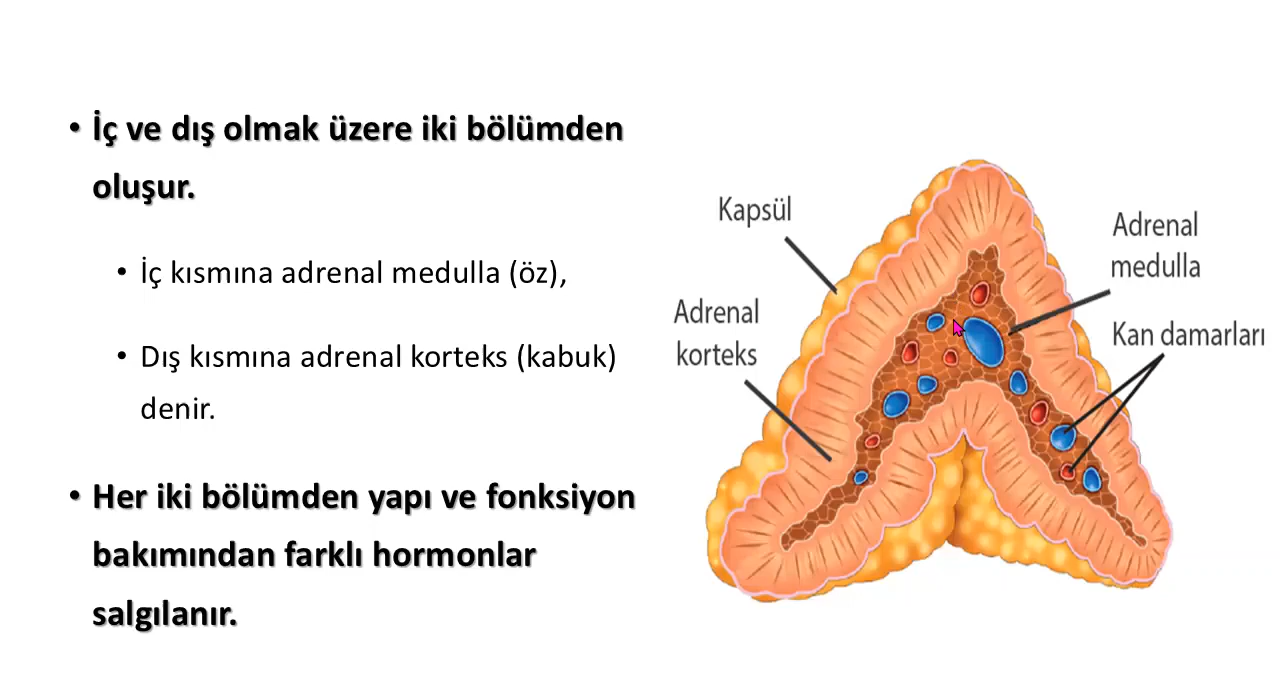 • İç ve dış olmak üzere iki bölümden
oluşur.
• İç kısmına adrenal medulla (öz),
• Dış kısmına adrenal korteks (kabuk)
denir.
• Her iki bölümden yapı ve fonksiyon
bakımından farklı hormonlar
salgılanır.
Kapsül
Adrenal
korteks
Adrenal
medulla
Kan damarları